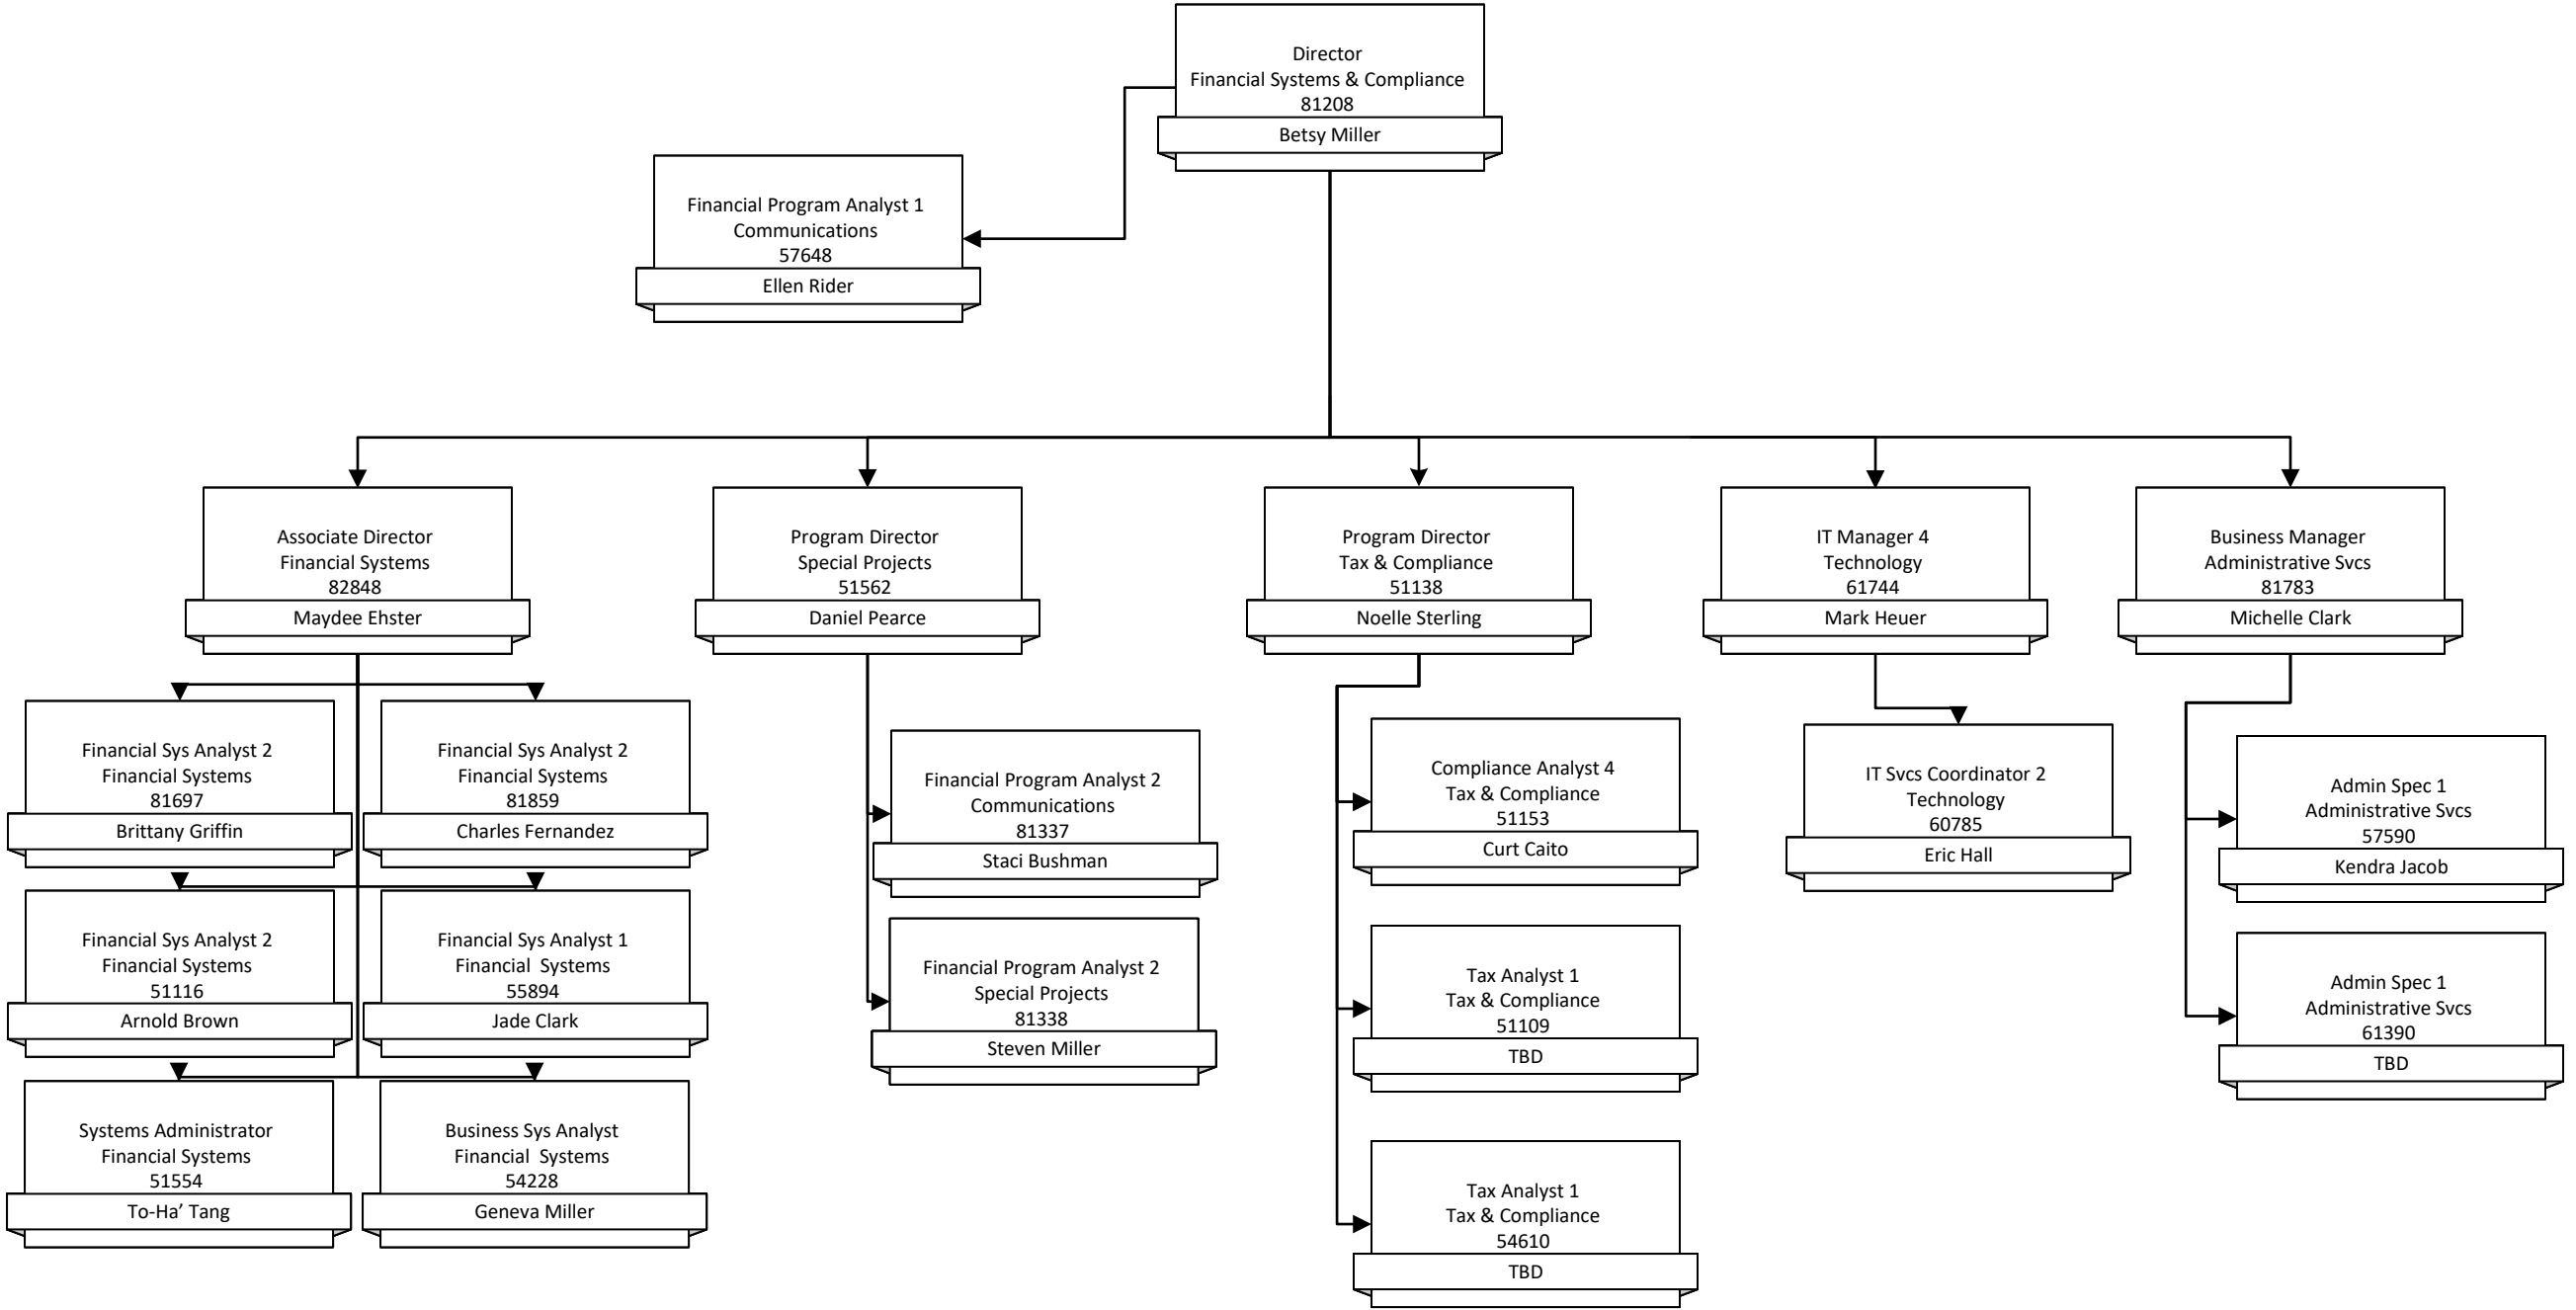 Director
Financial Systems & Compliance
81208
Betsy Miller
Financial Program Analyst 1
Communications
57648
Ellen Rider
Associate Director
Financial Systems
82848
Maydee Ehster
Program Director
Special Projects
51562
Daniel Pearce
Program Director
Tax & Compliance
51138
Noelle Sterling
IT Manager 4
Technology
61744
Mark Heuer
Business Manager
Administrative Svcs
81783
Michelle Clark
Financial Sys Analyst 2
Financial Systems
81697
Brittany Griffin
Financial Sys Analyst 2
Financial Systems
81859
Charles Fernandez
Financial Sys Analyst 2
Financial Systems
51116
Arnold Brown
Financial Sys Analyst 1
Financial  Systems
55894
Jade Clark
Systems Administrator
Financial Systems
51554
To-Ha’ Tang
Business Sys Analyst
Financial  Systems
54228
Geneva Miller
Financial Program Analyst 2
Communications
81337
Staci Bushman
Financial Program Analyst 2
Special Projects
81338
Steven Miller
Compliance Analyst 4
Tax & Compliance
51153
Curt Caito
Tax Analyst 1
Tax & Compliance
51109
TBD
Tax Analyst 1
Tax & Compliance
54610
TBD
IT Svcs Coordinator 2
Technology
60785
Eric Hall
Admin Spec 1
Administrative Svcs
57590
Kendra Jacob
Admin Spec 1
Administrative Svcs
61390
TBD